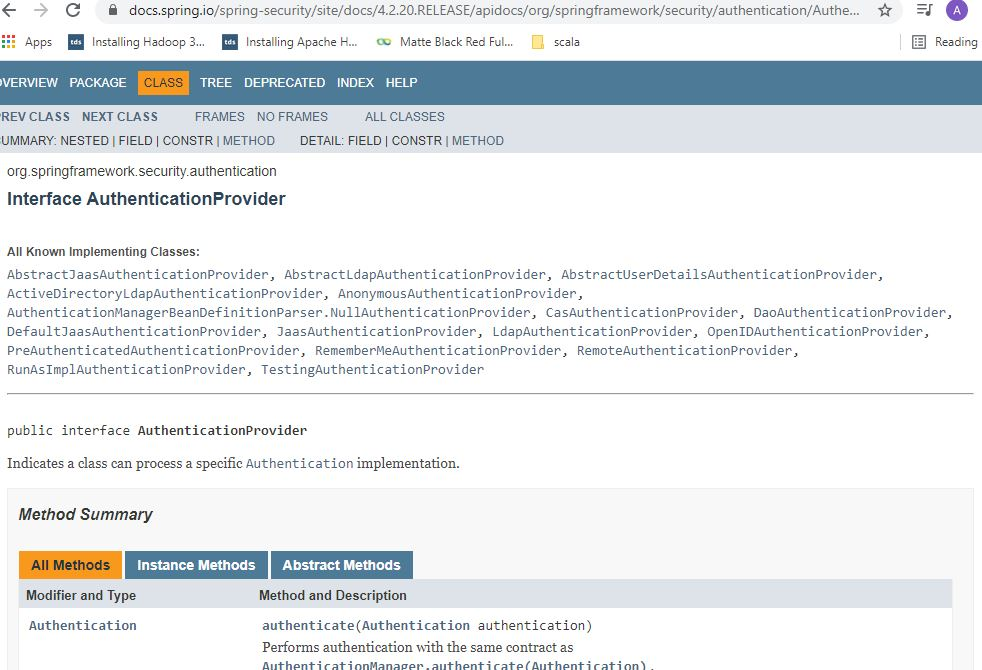 docs.spring.io/spring-security/site/docs/4.2.20.RELEASE/apidocs/org/springframework/security/authentication/Authe...
A
Apps tds Installing Hadoop 3... tds Installing Apache H... Matte Black Red Ful... scala Reading
VERVIEW PACKAGE CLASS TREE DEPRECATED INDEX HELP
REV CLASS NEXT CLASS FRAMES NO FRAMES ALL CLASSES
UMMARY: NESTED | FIELD | CONSTR | METHOD DETAIL: FIELD | CONSTR | METHOD
org.springframework.security.authentication
Interface AuthenticationProvider
All Known Implementing Classes:
AbstractJaasAuthenticationProvider, AbstractLdapAuthenticationProvider, AbstractUserDetailsAuthenticationProvider,
ActiveDirectoryLdapAuthenticationProvider, AnonymousAuthenticationProvider,
AuthenticationManagerBeanDefinitionParser.NullAuthenticationProvider, CasAuthenticationProvider, DaoAuthenticationProvider,
DefaultJaasAuthenticationProvider, JaasAuthenticationProvider, LdapAuthenticationProvider, OpenIDAuthenticationProvider,
PreAuthenticatedAuthenticationProvider, RememberMeAuthenticationProvider, RemoteAuthenticationProvider,
RunAsImplAuthenticationProvider, TestingAuthenticationProvider
public interface AuthenticationProvider
Indicates a class can process a specific Authentication implementation.
Method Summary
All Methods Instance Methods Abstract Methods
Modifier and Type Method and Description
Authentication authenticate(Authentication authentication)
Performs authentication with the same contract as
AuthenticationManager.authenticate(Authentication).